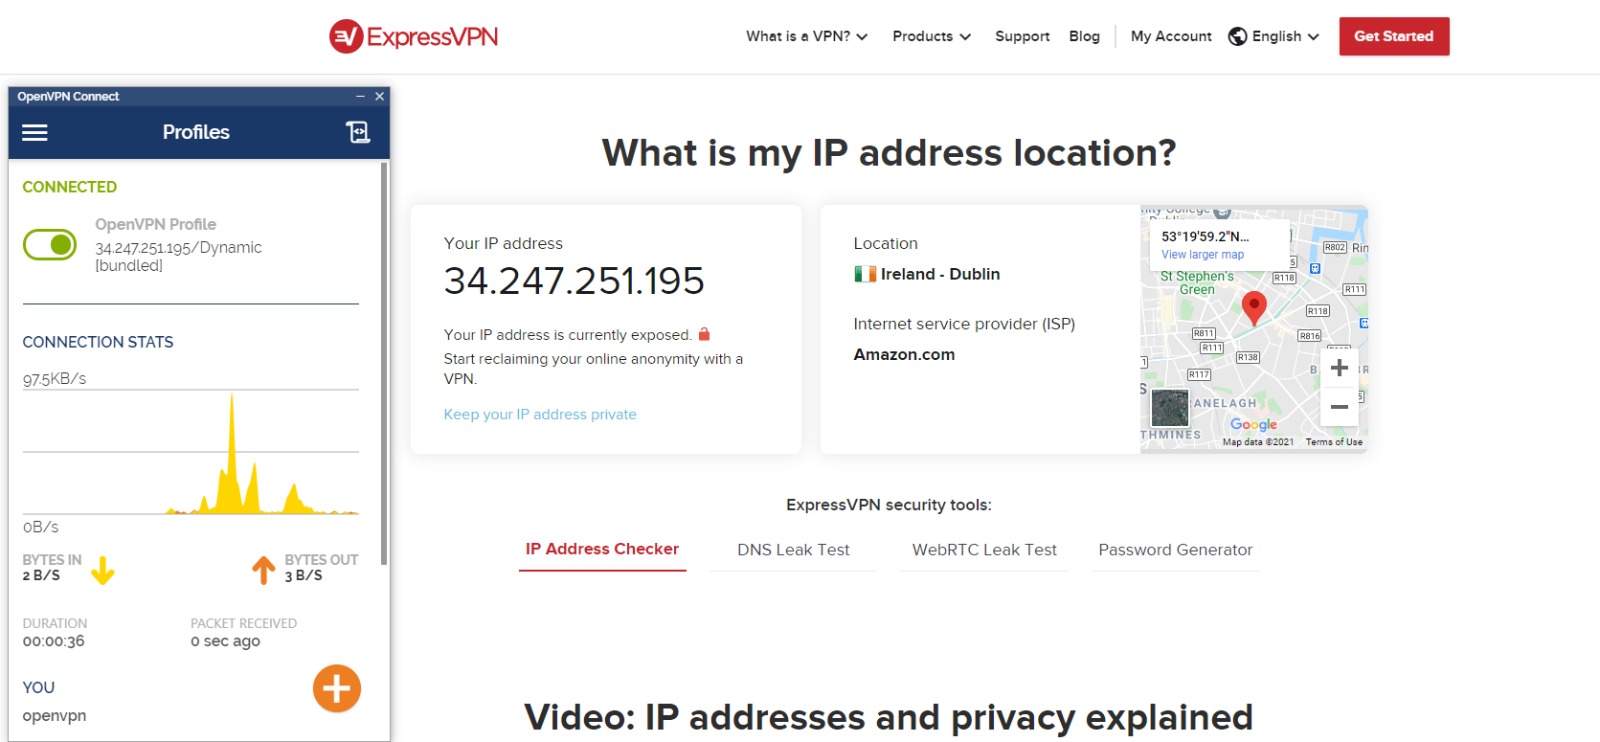 ExpressVPN
What is a VPN?
Products
Support
Blog
My Account
English
Get Started
OpenVPN Connect
Profiles
CONNECTED
OpenVPN Profile
34.247.251.195/Dynamic
[bundled]
CONNECTION STATS
97.5KB/s
0B/s
BYTES IN
2 B/S
BYTES OUT
3 B/S
DURATION
00:00:36
PACKET RECEIVED
0 sec ago
YOU
openvpn
What is my IP address location?
Your IP address
34.247.251.195
Your IP address is currently exposed.
Start reclaiming your online anonymity with a
VPN.
Keep your IP address private
Location
Ireland - Dublin
Internet service provider (ISP)
Amazon.com
53°19'59.2"N...
View larger map
St Stephen's
Green
R802
R118
R111
R118
R811
R111
R816
R138
R117
ANELAGH
THMINES
Google
Map data ©2021
Terms of Use
ExpressVPN security tools:
IP Address Checker
DNS Leak Test
WebRTC Leak Test
Password Generator
Video: IP addresses and privacy explained